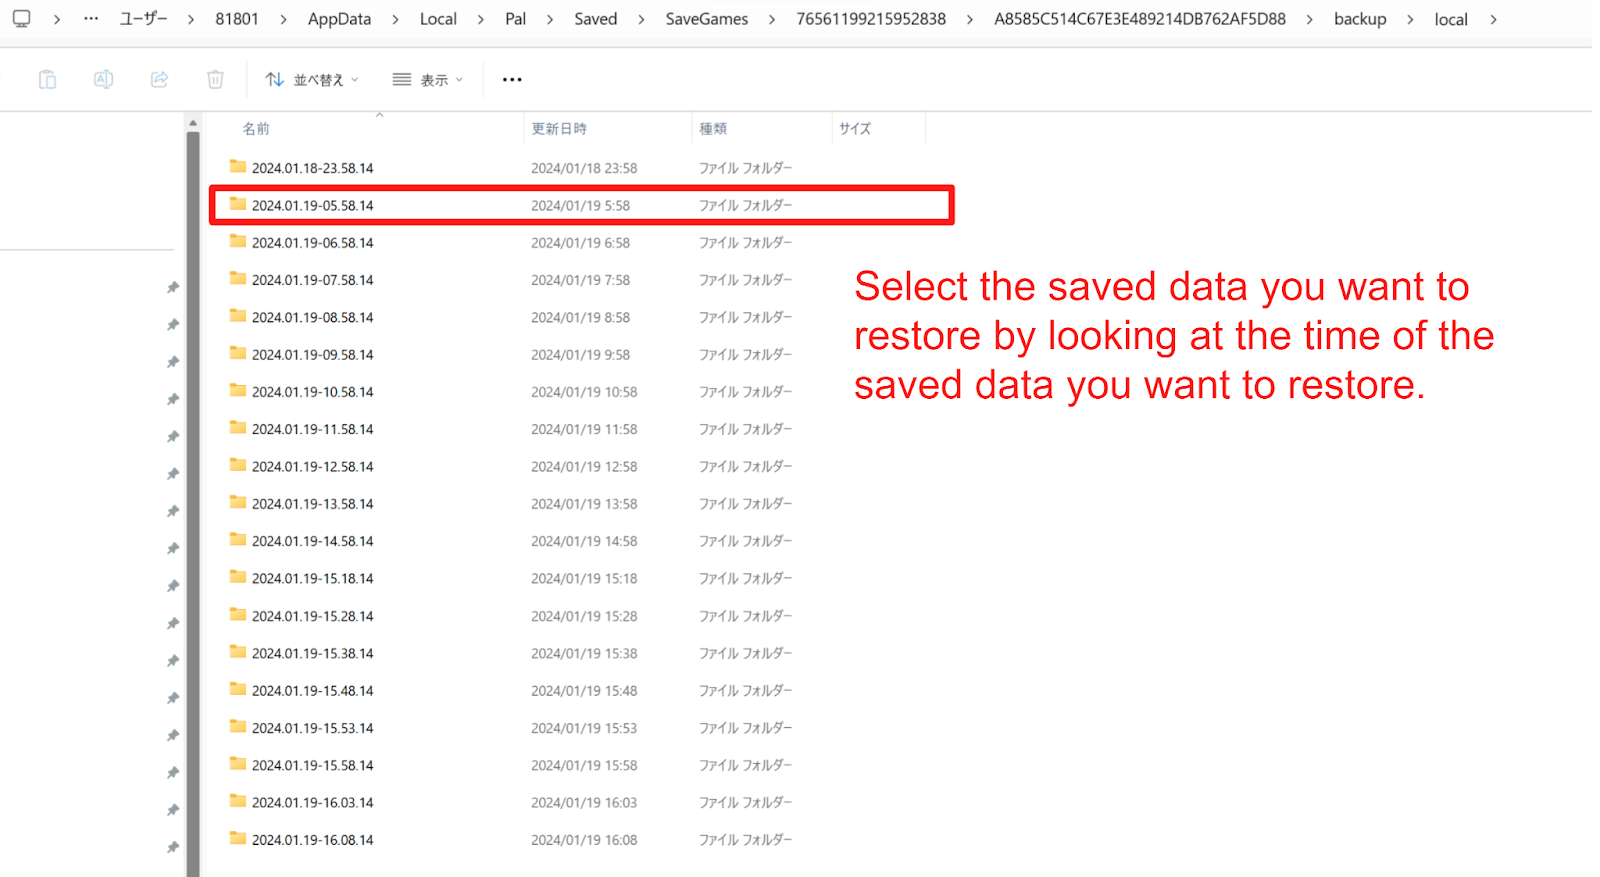 ユーザー 81801 AppData Local Pal Saved SaveGames 76561199215952838 A8585C514C67E3E489214DB762AF5D88 backup local
並べ替え 表示
名前 更新日時 種類 サイズ
2024.01.18-23.58.14 2024/01/18 23:58 ファイル フォルダー
2024.01.19-05.58.14 2024/01/19 5:58 ファイル フォルダー
2024.01.19-06.58.14 2024/01/19 6:58 ファイル フォルダー
2024.01.19-07.58.14 2024/01/19 7:58 ファイル フォルダー
2024.01.19-08.58.14 2024/01/19 8:58 ファイル フォルダー
2024.01.19-09.58.14 2024/01/19 9:58 ファイル フォルダー
2024.01.19-10.58.14 2024/01/19 10:58 ファイル フォルダー
2024.01.19-11.58.14 2024/01/19 11:58 ファイル フォルダー
2024.01.19-12.58.14 2024/01/19 12:58 ファイル フォルダー
2024.01.19-13.58.14 2024/01/19 13:58 ファイル フォルダー
2024.01.19-14.58.14 2024/01/19 14:58 ファイル フォルダー
2024.01.19-15.18.14 2024/01/19 15:18 ファイル フォルダー
2024.01.19-15.28.14 2024/01/19 15:28 ファイル フォルダー
2024.01.19-15.38.14 2024/01/19 15:38 ファイル フォルダー
2024.01.19-15.48.14 2024/01/19 15:48 ファイル フォルダー
2024.01.19-15.53.14 2024/01/19 15:53 ファイル フォルダー
2024.01.19-15.58.14 2024/01/19 15:58 ファイル フォルダー
2024.01.19-16.03.14 2024/01/19 16:03 ファイル フォルダー
2024.01.19-16.08.14 2024/01/19 16:08 ファイル フォルダー
Select the saved data you want to
restore by looking at the time of the
saved data you want to restore.